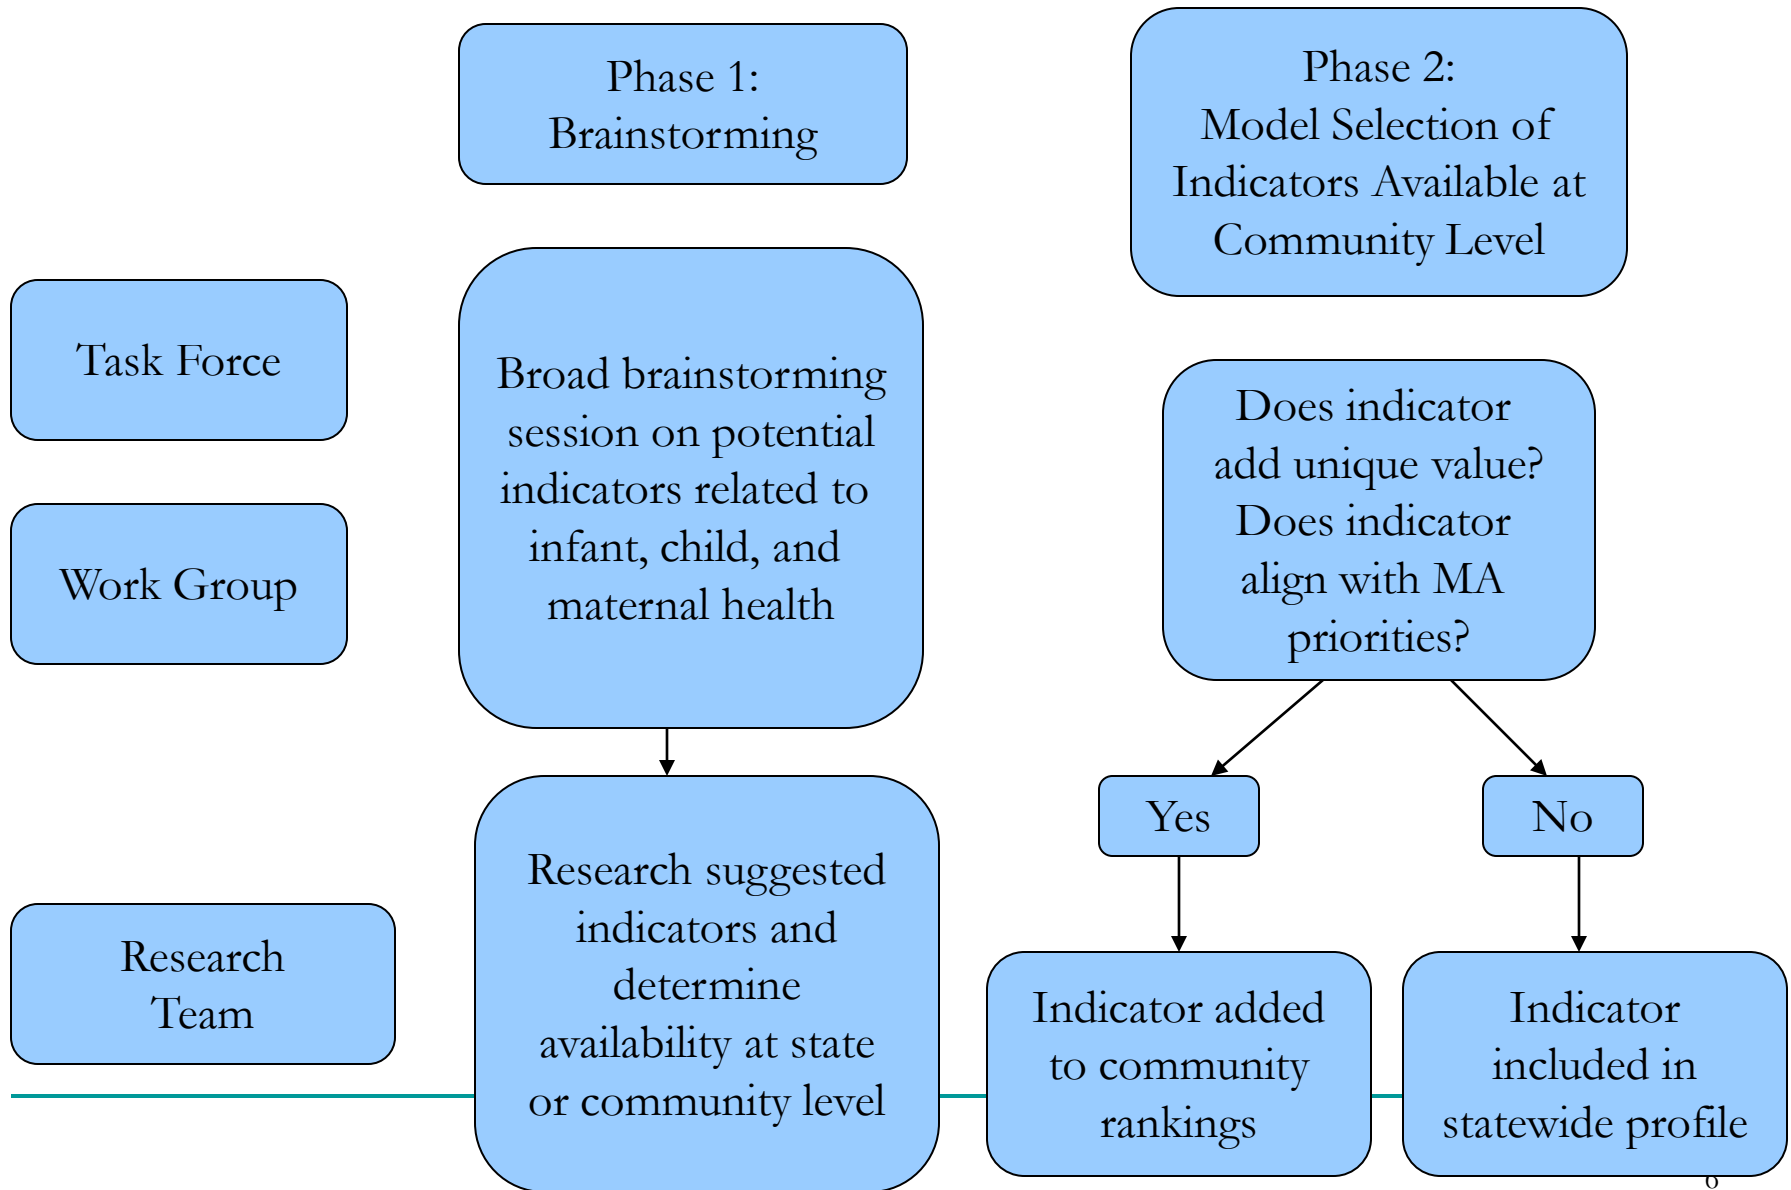 Phase 1:
Brainstorming
Phase 2:
Model Selection of
Indicators Available at
Community Level
Task Force
Work Group
Research
Team
Broad brainstorming
session on potential
indicators related to
infant, child, and
maternal health
Research suggested
indicators and
determine
availability at state
or community level
Does indicator
add unique value?
Does indicator
align with MA
priorities?
Yes
No
Indicator added
to community
rankings
Indicator
included in
statewide profile